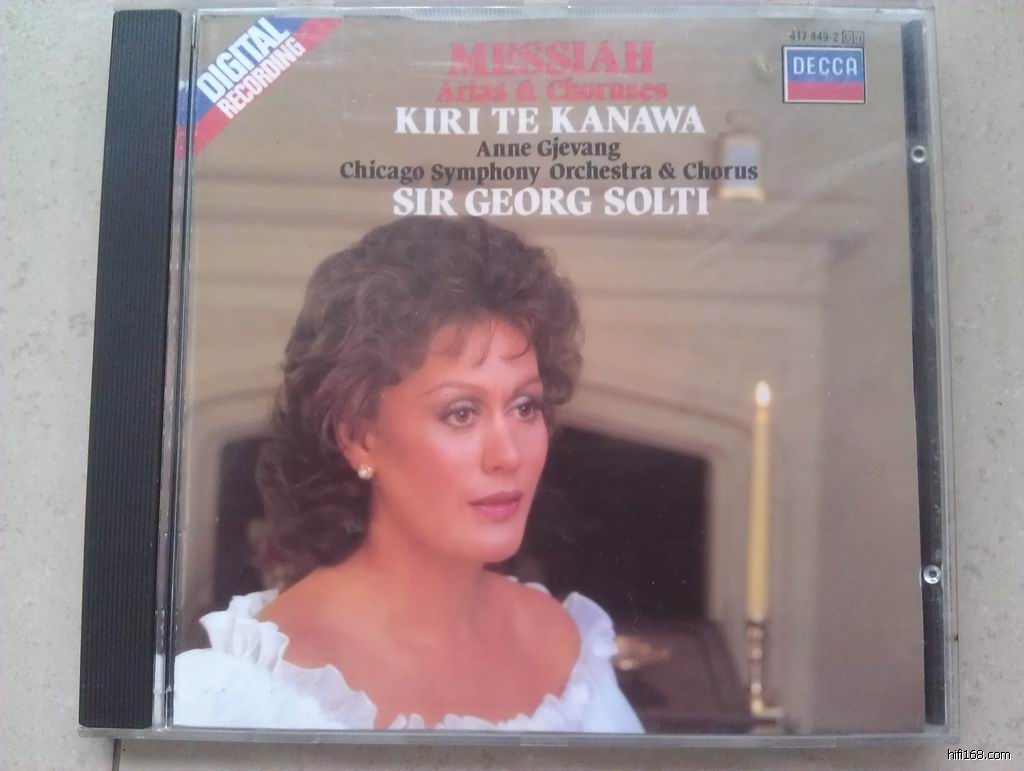 DIGITAL
RECORDING
417 449-2
DECCA
MESSIAH
Arias & Choruses
KIRI TE KANAWA
Anne Gjevang
Chicago Symphony Orchestra & Chorus
SIR GEORG SOLTI
hifi168.com